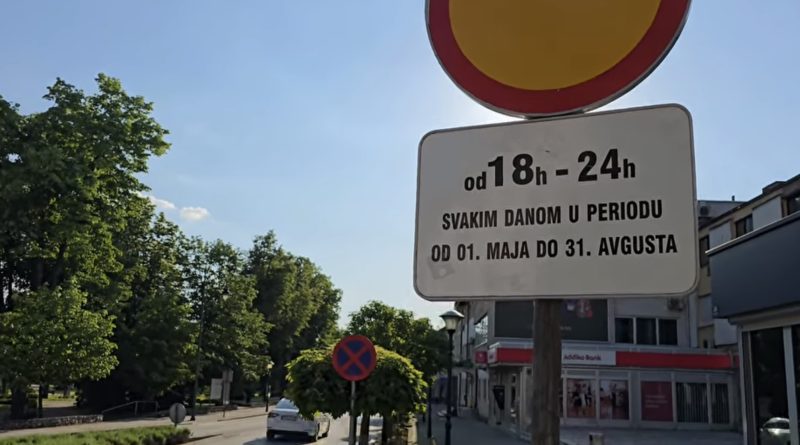 od 18h - 24h
SVAKIM DANOM U PERIODU
OD 01. MAJA DO 31. AVGUSTA
Addiko Bank